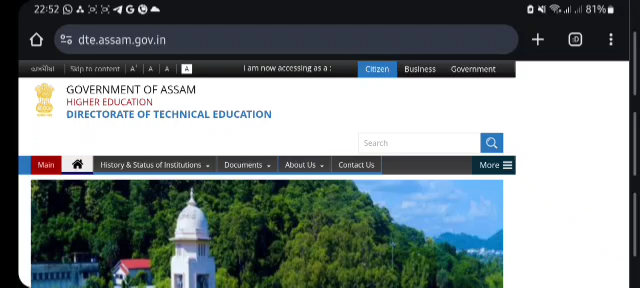 22:52 81%
dte.assam.gov.in :D
অসমীয়া Skip to content A+ A A A I am now accessing as a : Citizen Business Government
GOVERNMENT OF ASSAM
HIGHER EDUCATION
DIRECTORATE OF TECHNICAL EDUCATION
Search
Main History & Status of Institutions Documents About Us Contact Us More